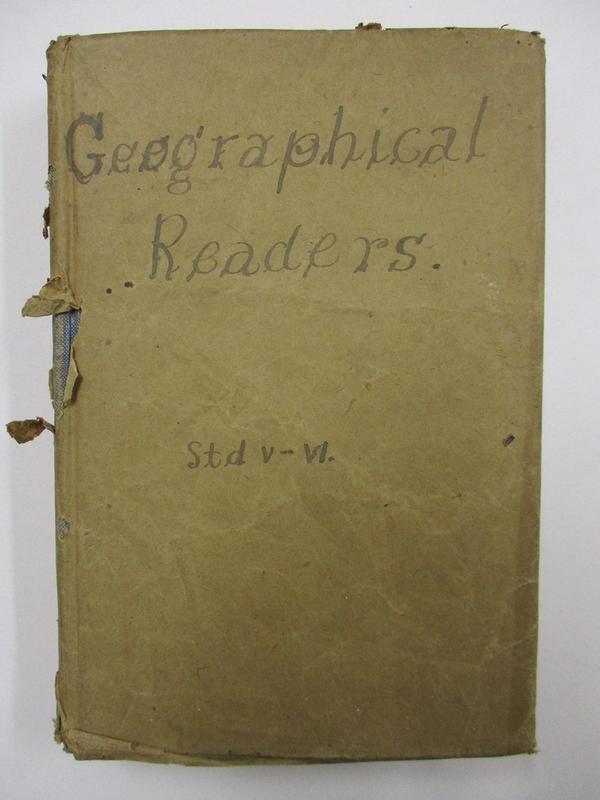 Geographical
Readers.
Std V-VI.